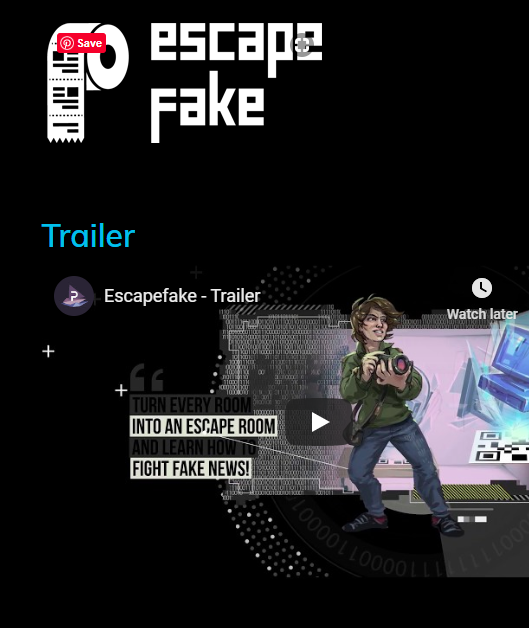 Save
escape
fake
Trailer
Escapefake - Trailer
Watch later
TURN EVERY ROOM
INTO AN ESCAPE ROOM
AND LEARN HOW TO
FIGHT FAKE NEWS!